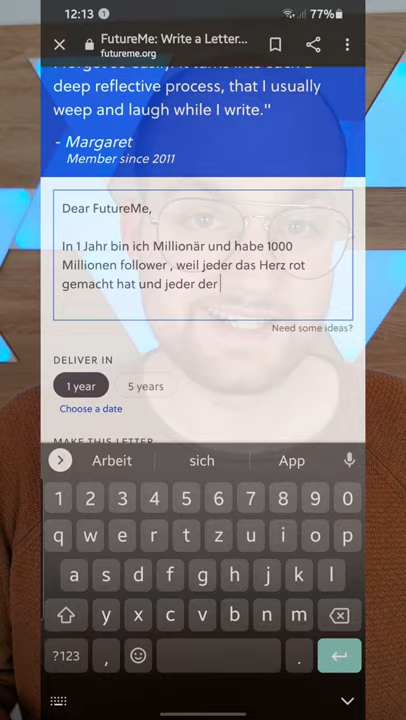 12:13
77%
FutureMe: Write a Letter...
futureme.org
deep reflective process, that I usually
weep and laugh while I write."
- Margaret
Member since 2011
Dear FutureMe,
In 1 Jahr bin ich Millionär und habe 1000
Millionen follower , weil jeder das Herz rot
gemacht hat und jeder der
Need some ideas?
DELIVER IN
1 year
5 years
Choose a date
MAKE THIS LETTER
Arbeit sich App
1 2 3 4 5 6 7 8 9 0
q w e r t z u i o p
a s d f g h j k l
y x c v b n m
?123 , .